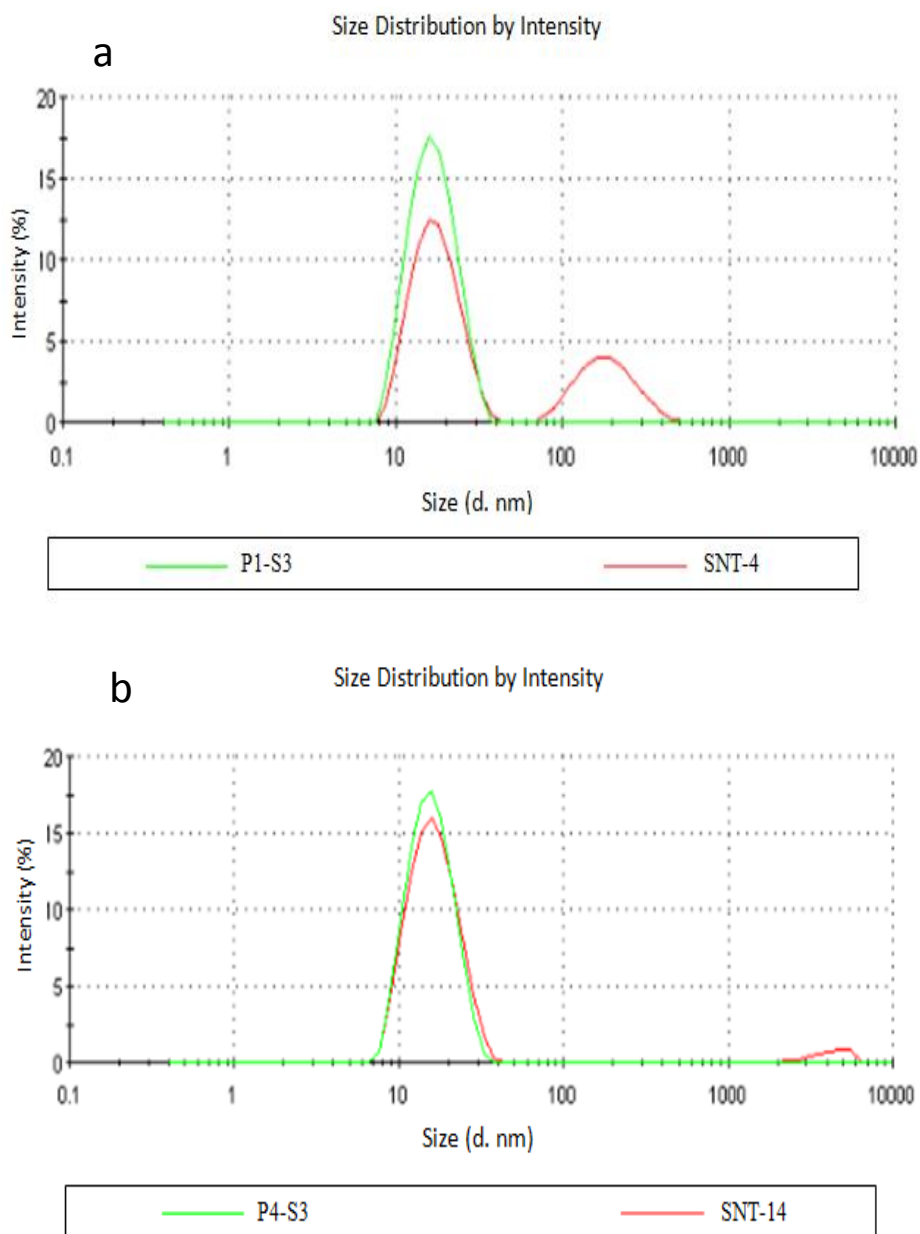 Size Distribution by Intensity
a
20
15
10
5
0
Intensity (%)
0.1 1 10 100 1000 10000
Size (d. nm)
P1-S3 SNT-4
Size Distribution by Intensity
b
20
15
10
5
0
Intensity (%)
0.1 1 10 100 1000 10000
Size (d. nm)
P4-S3 SNT-14